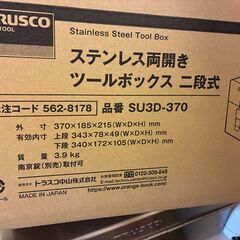 TRUSCO
TOOL
Stainless Steel Tool Box
ステンレス両開き
ツールボックス 二段式
注コード 562-8178 品番 SU3D-370
外 寸 370×185×215(W×D×H) mm
有効内寸 上段 343×78×49(W×D×H) mm
下段 340×172×105(W×D×H) mm
質量 3.9 kg
南京錠(別売)取付可
トラスコ中山株式会社
0120-509-849
MADE IN JAPAN
https://www.orange-book.com/